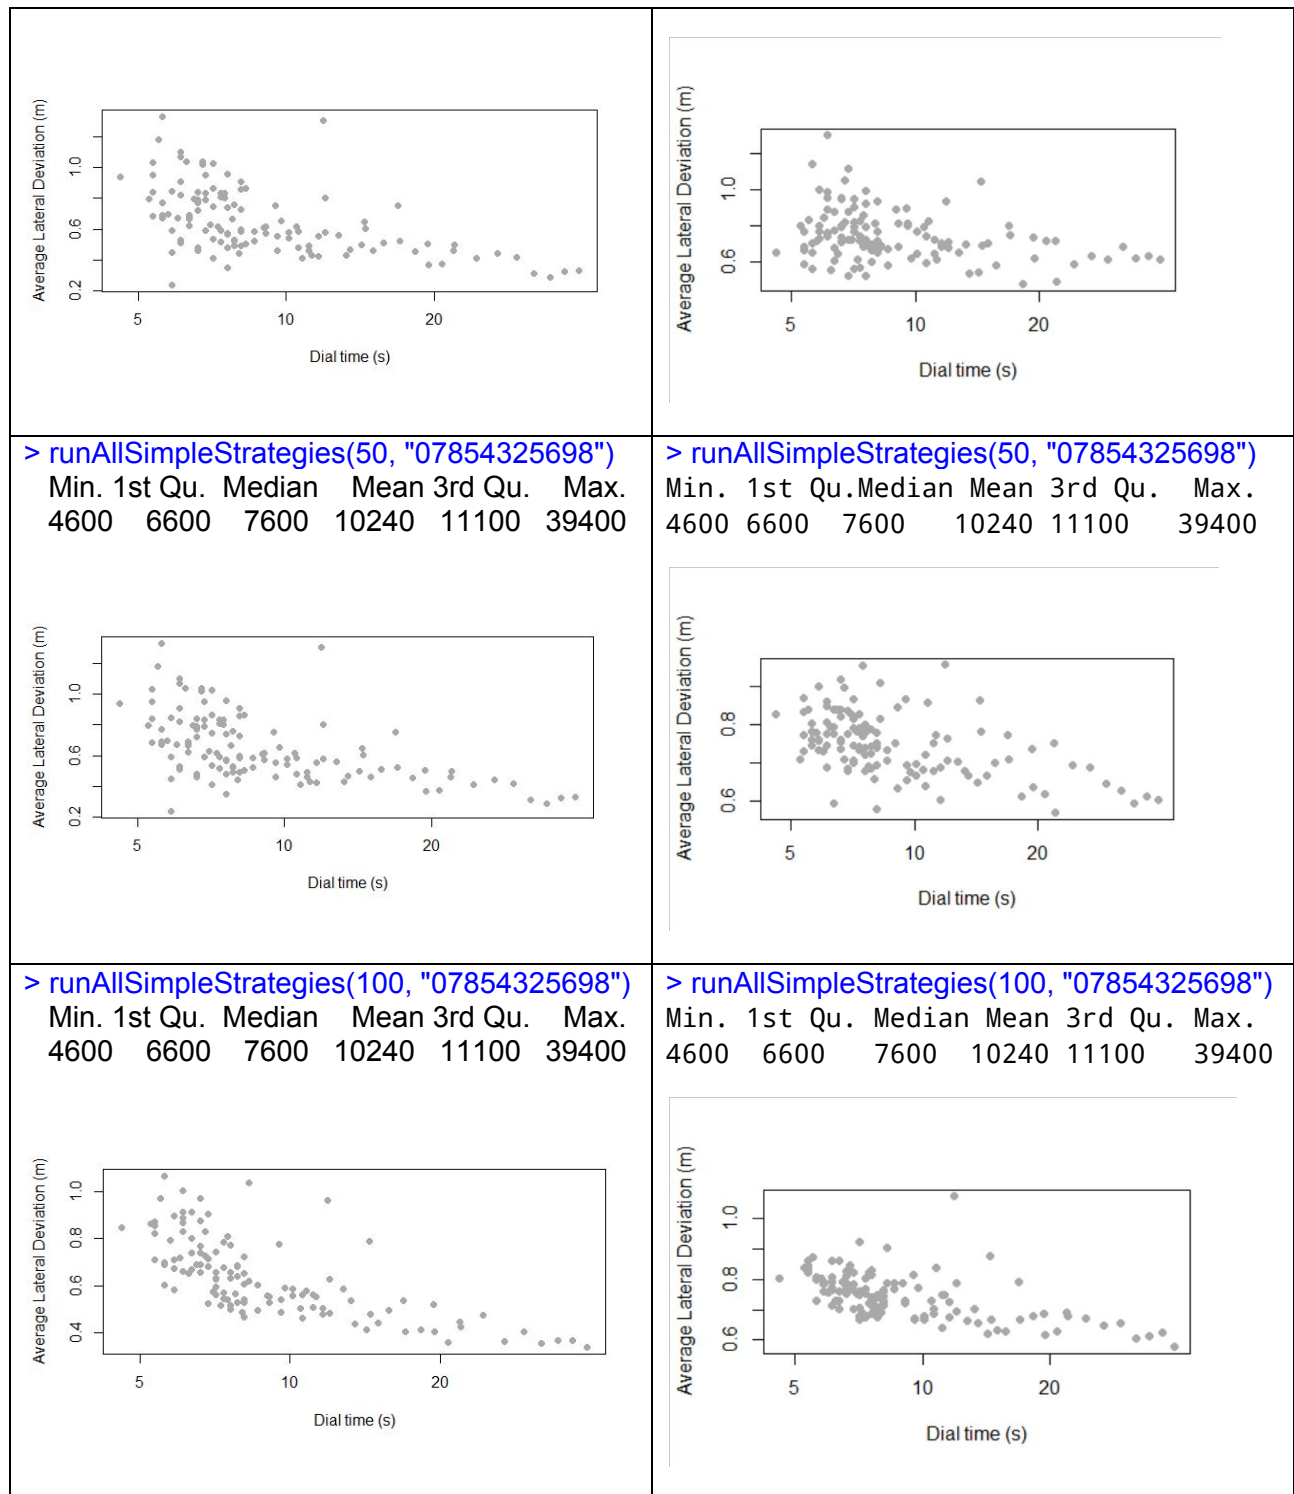 Average Lateral Deviation (m)
1.0
0.6
0.2
5 10 20
Dial time (s)
Average Lateral Deviation (m)
1.0
0.6
5 10 20
Dial time (s)
> runAllSimpleStrategies(50, "07854325698")
Min. 1st Qu. Median Mean 3rd Qu. Max.
4600 6600 7600 10240 11100 39400
Average Lateral Deviation (m)
1.0
0.6
0.2
5 10 20
Dial time (s)
> runAllSimpleStrategies(50, "07854325698")
Min. 1st Qu.Median Mean 3rd Qu. Max.
4600 6600 7600 10240 11100 39400
Average Lateral Deviation (m)
0.8
0.6
5 10 20
Dial time (s)
> runAllSimpleStrategies(100, "07854325698")
Min. 1st Qu. Median Mean 3rd Qu. Max.
4600 6600 7600 10240 11100 39400
Average Lateral Deviation (m)
1.0
0.8
0.6
0.4
5 10 20
Dial time (s)
> runAllSimpleStrategies(100, "07854325698")
Min. 1st Qu. Median Mean 3rd Qu. Max.
4600 6600 7600 10240 11100 39400
Average Lateral Deviation (m)
1.0
0.8
0.6
5 10 20
Dial time (s)